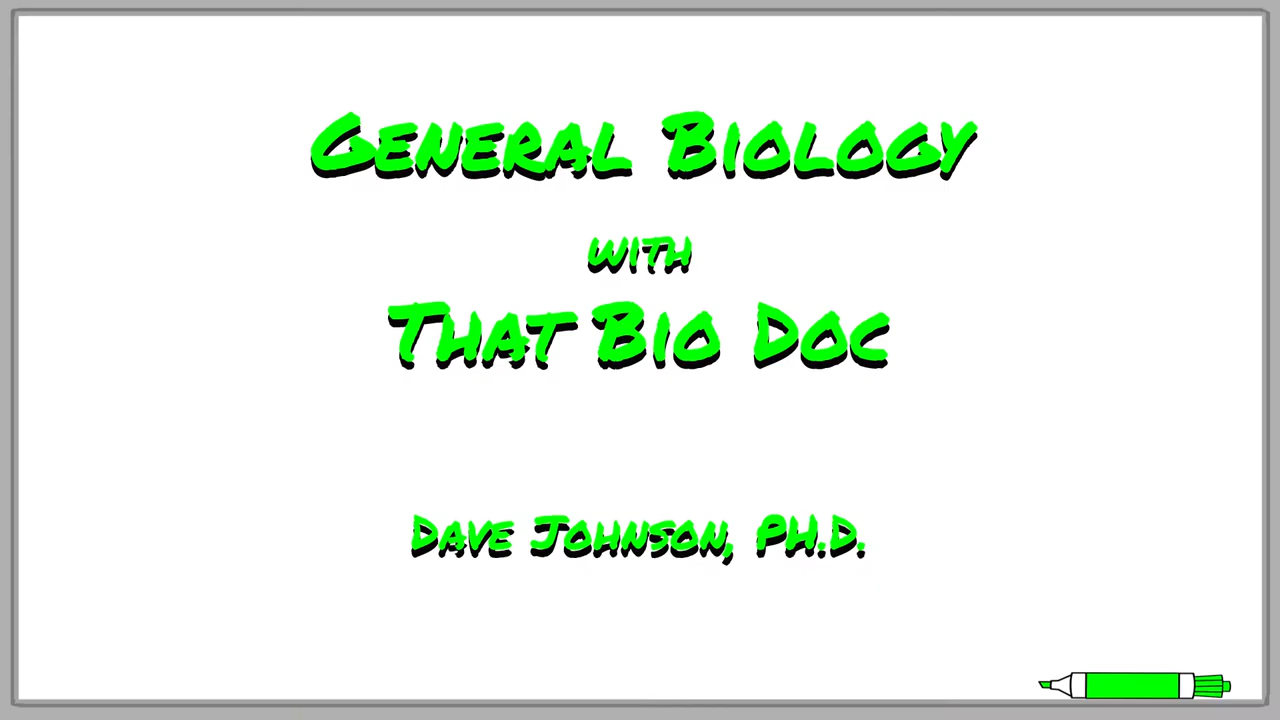 General Biology
with
That Bio Doc
Dave Johnson, PH.D.